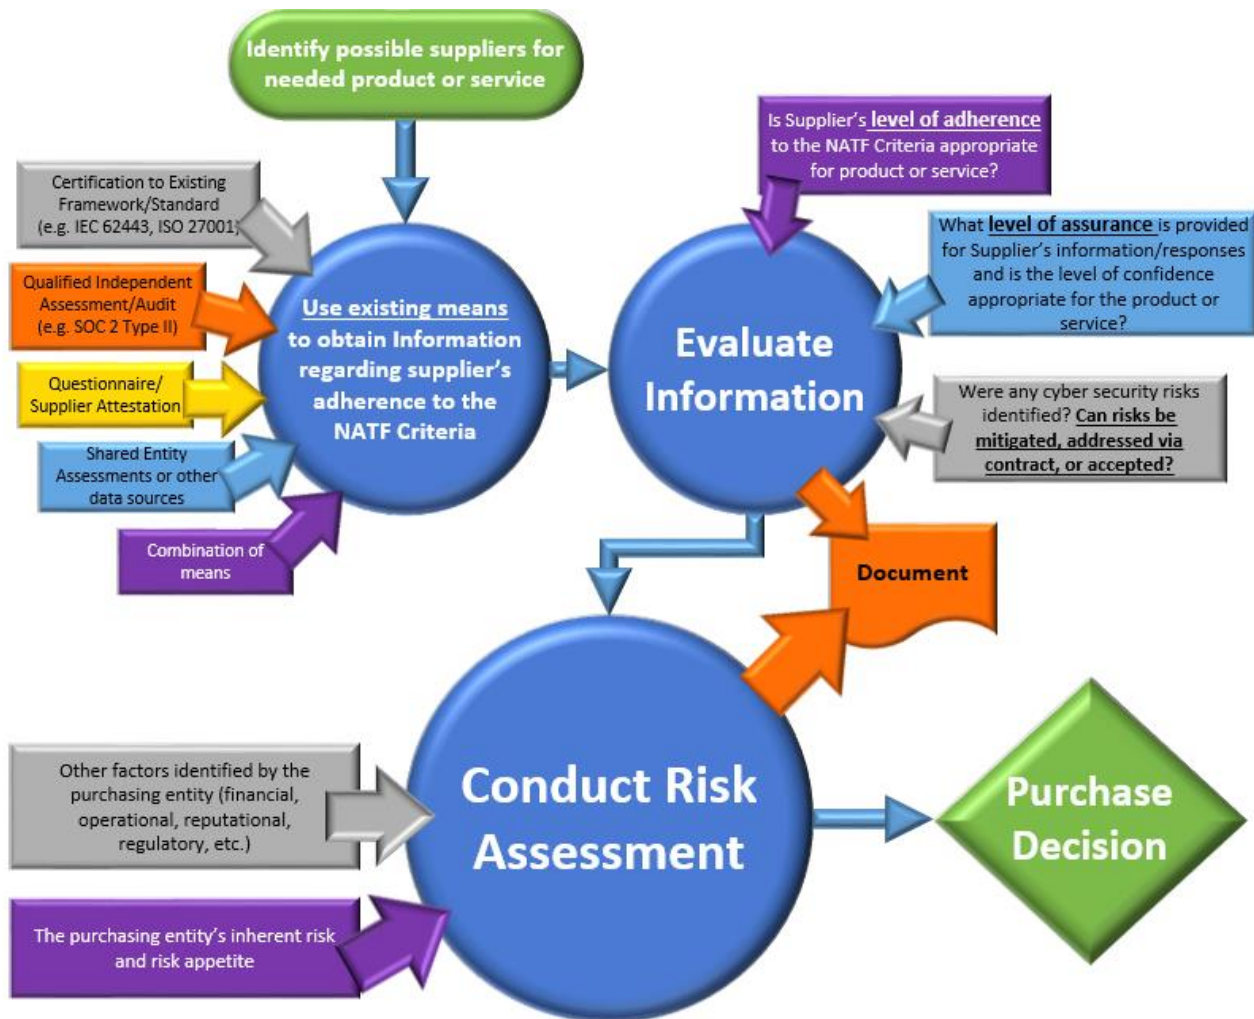 Identify possible suppliers for
needed product or service
Is Supplier's level of adherence
to the NATF Criteria appropriate
for product or service?
Certification to Existing
Framework/Standard
(e.g. IEC 62443, ISO 27001)
What level of assurance is provided
for Supplier's information/responses
and is the level of confidence
appropriate for the product or
service?
Qualified Independent
Assessment/Audit
(e.g. SOC 2 Type II)
Use existing means
to obtain Information
regarding supplier's
adherence to the
NATF Criteria
Evaluate
Information
Questionnaire/
Supplier Attestation
Were any cyber security risks
identified? Can risks be
mitigated, addressed via
contract, or accepted?
Shared Entity
Assessments or other
data sources
Combination of
means
Document
Conduct Risk
Assessment
Other factors identified by the
purchasing entity (financial,
operational, reputational,
regulatory, etc.)
Purchase
Decision
The purchasing entity's inherent risk
and risk appetite